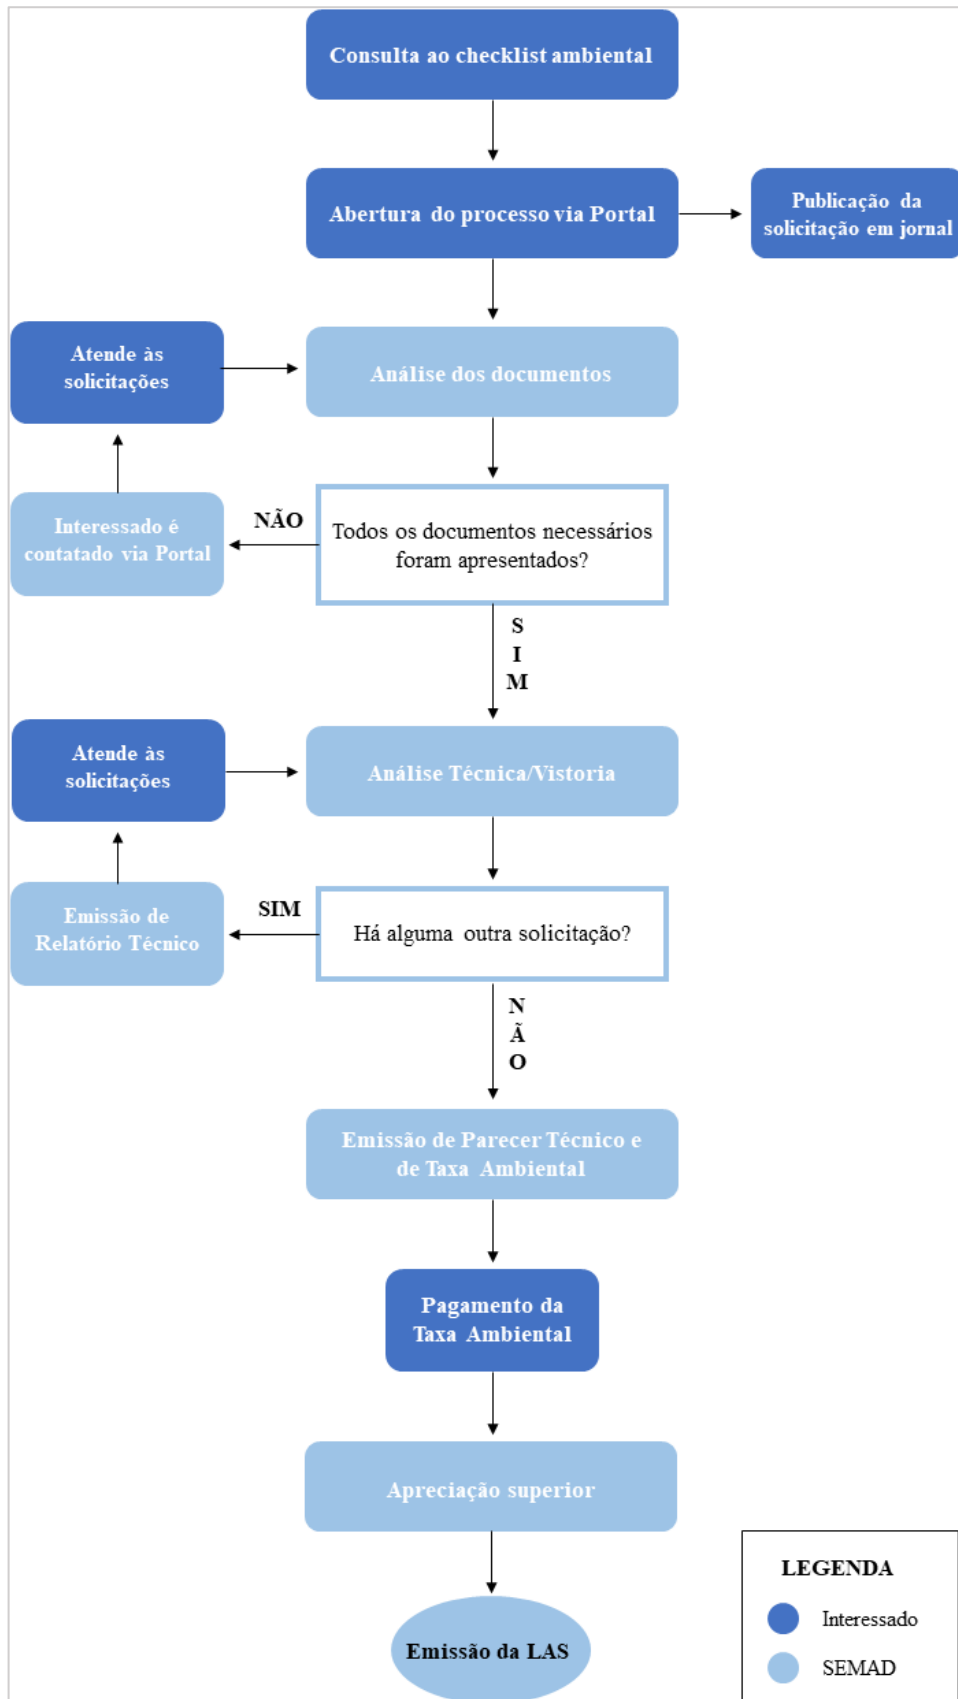 Consulta ao checklist ambiental
Abertura do processo via Portal
Publicação da
solicitação em jornal
Atende às
solicitações
Análise dos documentos
Interessado é
contatado via Portal
NÃO
Todos os documentos necessários
foram apresentados?
S
I
M
Atende às
solicitações
Análise Técnica/Vistoria
Emissão de
Relatório Técnico
SIM
Há alguma outra solicitação?
N
Ã
O
Emissão de Parecer Técnico e
de Taxa Ambiental
Pagamento da
Taxa Ambiental
Apreciação superior
Emissão da LAS
LEGENDA
Interessado
SEMAD